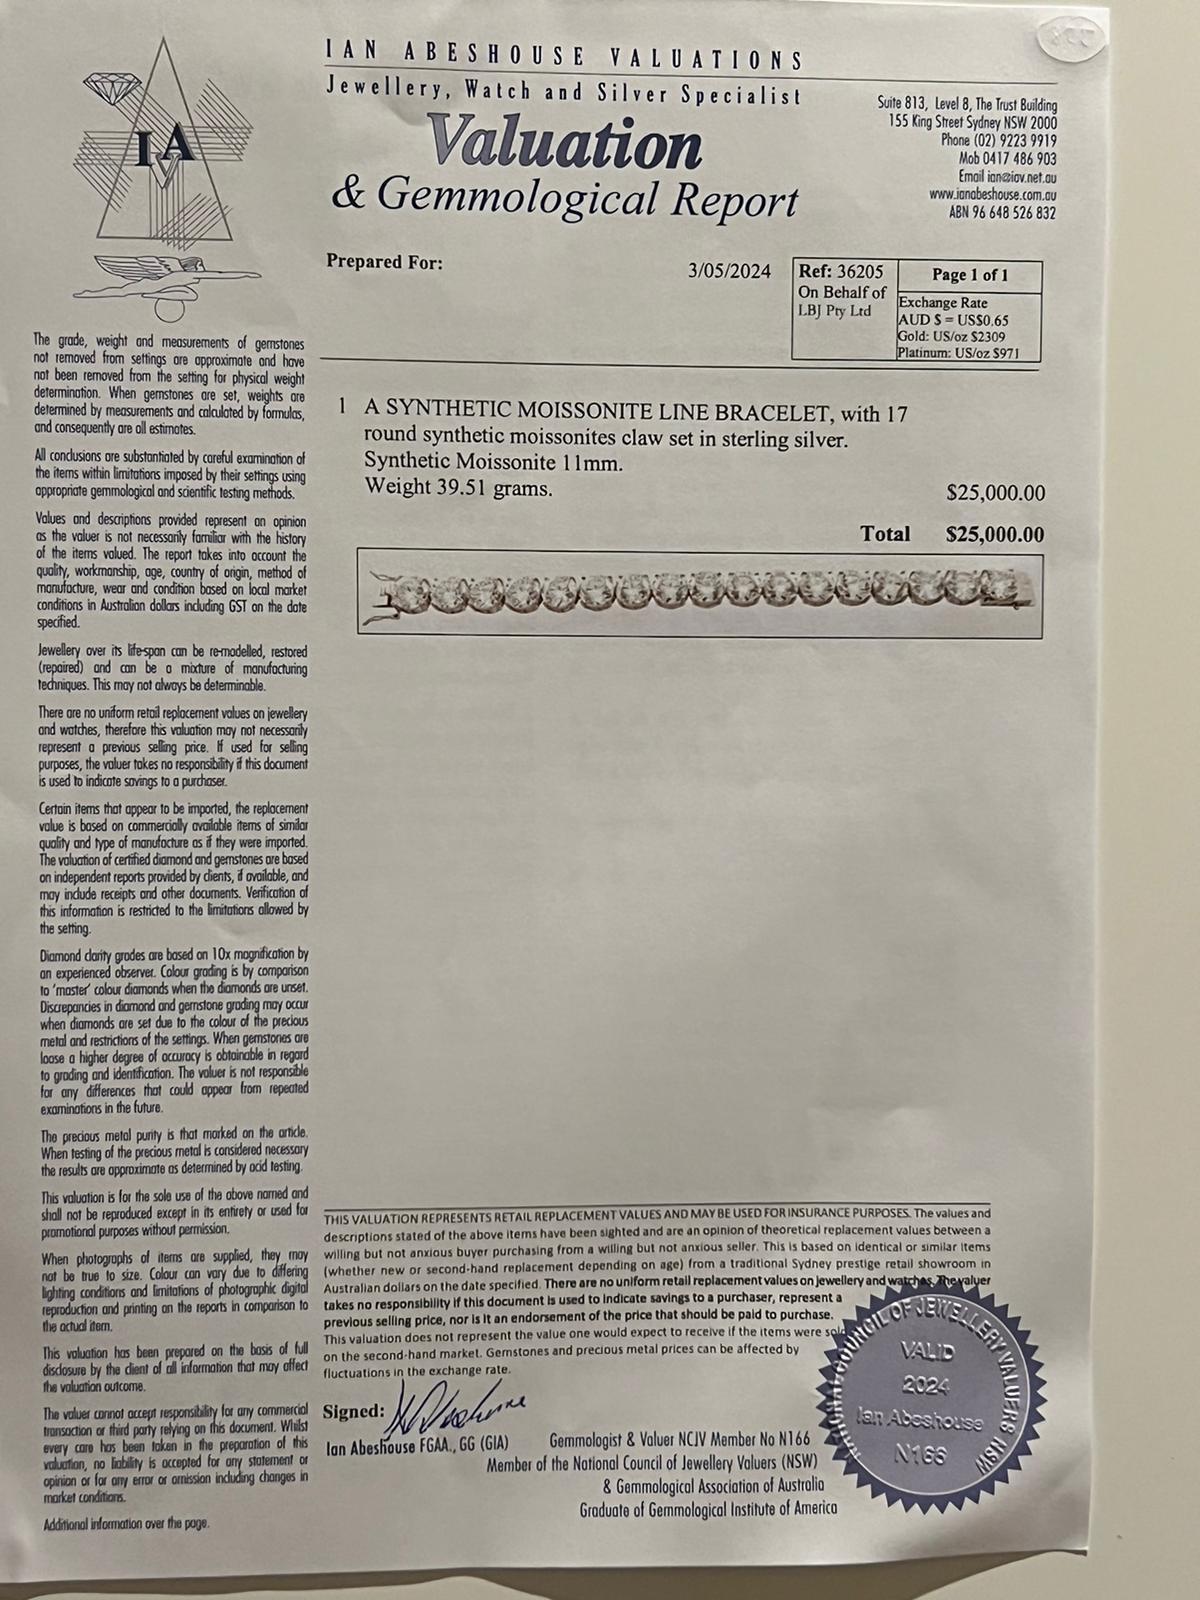 IAN ABESHOUSE VALUATIONS
Jewellery, Watch and Silver Specialist
Valuation
& Gemmological Report
Suite 813, Level 8, The Trust Building
155 King Street Sydney NSW 2000
Phone (02) 9223 9919
Mob 0417 486 903
Email ian@iav.net.au
www.ianabeshouse.com.au
ABN 96 648 526 832
IAV
Prepared For:
3/05/2024
Ref: 36205
On Behalf of
LBJ Pty Ltd
Page 1 of 1
Exchange Rate
AUD $ = US$0.65
Gold: US/oz $2309
Platinum: US/oz $971
The grade, weight and measurements of gemstones
not removed from settings are approximate and have
not been removed from the setting for physical weight
determination. When gemstones are set, weights are
determined by measurements and calculated by formulas,
and consequently are all estimates.
All conclusions are substantiated by careful examination of
the items within limitations imposed by their settings using
appropriate gemmological and scientific testing methods.
Values and descriptions provided represent an opinion
as the valuer is not necessarily familiar with the history
of the items valued. The report takes into account the
quality, workmanship, age, country of origin, method of
manufacture, wear and condition based on local market
conditions in Australian dollars including GST on the date
specified.
Jewellery over its life-span can be re-modelled, restored
(repaired) and can be a mixture of manufacturing
techniques. This may not always be determinable.
There are no uniform retail replacement values on jewellery
and watches, therefore this valuation may not necessarily
represent a previous selling price. If used for selling
purposes, the valuer takes no responsibility if this document
is used to indicate savings to a purchaser.
Certain items that appear to be imported, the replacement
value is based on commercially available items of similar
quality and type of manufacture as if they were imported.
The valuation of certified diamond and gemstones are based
on independent reports provided by clients, if available, and
may include receipts and other documents. Verification of
this information is restricted to the limitations allowed by
the setting.
Diamond clarity grades are based on 10x magnification by
an experienced observer. Colour grading is by comparison
to 'master' colour diamonds when the diamonds are unset.
Discrepancies in diamond and gemstone grading may occur
when diamonds are set due to the colour of the precious
metal and restrictions of the settings. When gemstones are
loose a higher degree of accuracy is obtainable in regard
to grading and identification. The valuer is not responsible
for any differences that could appear from repeated
examinations in the future.
The precious metal purity is that marked on the article.
When testing of the precious metal is considered necessary
the results are approximate as determined by acid testing.
This valuation is for the sole use of the above named and
shall not be reproduced except in its entirety or used for
promotional purposes without permission.
When photographs of items are supplied, they may
not be true to size. Colour can vary due to differing
lighting conditions and limitations of photographic digital
reproduction and printing on the reports in comparison to
the actual item.
This valuation has been prepared on the basis of full
disclosure by the client of all information that may affect
the valuation outcome.
The valuer cannot accept responsibility for any commercial
transaction or third party relying on this document. Whilst
every care has been taken in the preparation of this
valuation, no liability is accepted for any statement or
opinion or for any error or omission including changes in
market conditions.
Additional information over the page.
1 A SYNTHETIC MOISSONITE LINE BRACELET, with 17
round synthetic moissonites claw set in sterling silver.
Synthetic Moissonite 11mm.
Weight 39.51 grams. $25,000.00
Total $25,000.00
THIS VALUATION REPRESENTS RETAIL REPLACEMENT VALUES AND MAY BE USED FOR INSURANCE PURPOSES. The values and
descriptions stated of the above items have been sighted and are an opinion of theoretical replacement values between a
willing but not anxious buyer purchasing from a willing but not anxious seller. This is based on identical or similar items
(whether new or second-hand replacement depending on age) from a traditional Sydney prestige retail showroom in
Australian dollars on the date specified. There are no uniform retail replacement values on jewellery and watches. The valuer
takes no responsibility if this document is used to indicate savings to a purchaser, represent a
previous selling price, nor is it an endorsement of the price that should be paid to purchase.
This valuation does not represent the value one would expect to receive if the items were sold
on the second-hand market. Gemstones and precious metal prices can be affected by
fluctuations in the exchange rate.
Signed:
Ian Abeshouse FGAA., GG (GIA)
Gemmologist & Valuer NCJV Member No N166
Member of the National Council of Jewellery Valuers (NSW)
& Gemmological Association of Australia
Graduate of Gemmological Institute of America
NATIONAL COUNCIL OF JEWELLERY VALUERS NSW
VALID
2024
Ian Abeshouse
N166